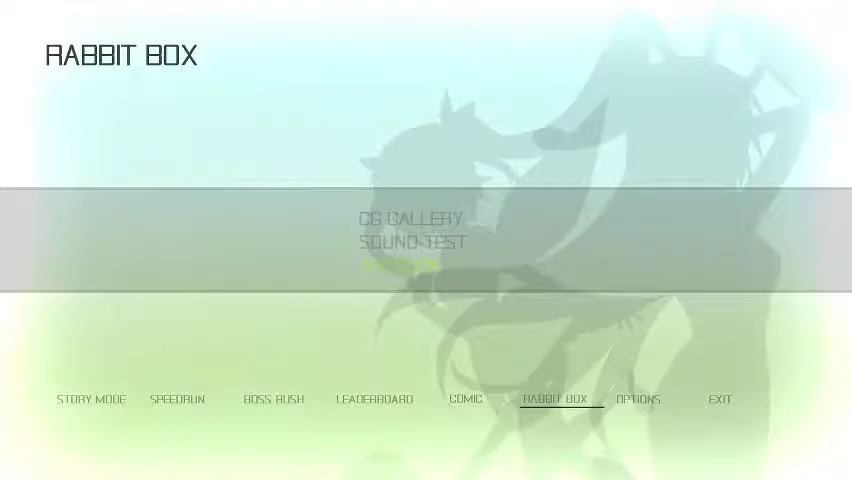 RABBIT BOX
CG GALLERY
SOUND TEST
STORY MODE SPEEDRUN BOSS RUSH LEADERBOARD COMIC RABBIT BOX OPTIONS EXIT